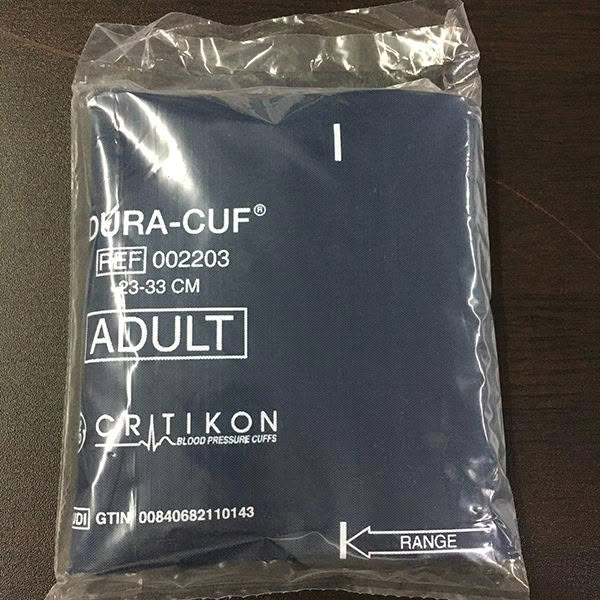 DURA-CUF®
REF 002203
23-33 CM
ADULT
CRITIKON
BLOOD PRESSURE CUFFS
UDI GTIN 00840682110143
RANGE